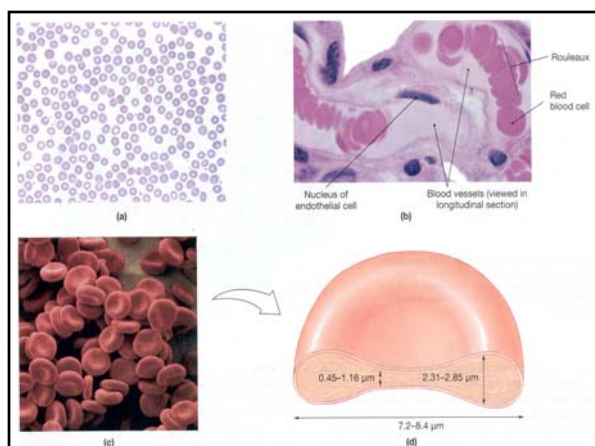 Rouleaux
Red
blood cell
Nucleus of
endothelial cell
Blood vessels (viewed in
longitudinal section)
(a)
(b)
0.45–1.16 µm
2.31–2.85 µm
7.2–8.4 µm
(c)
(d)